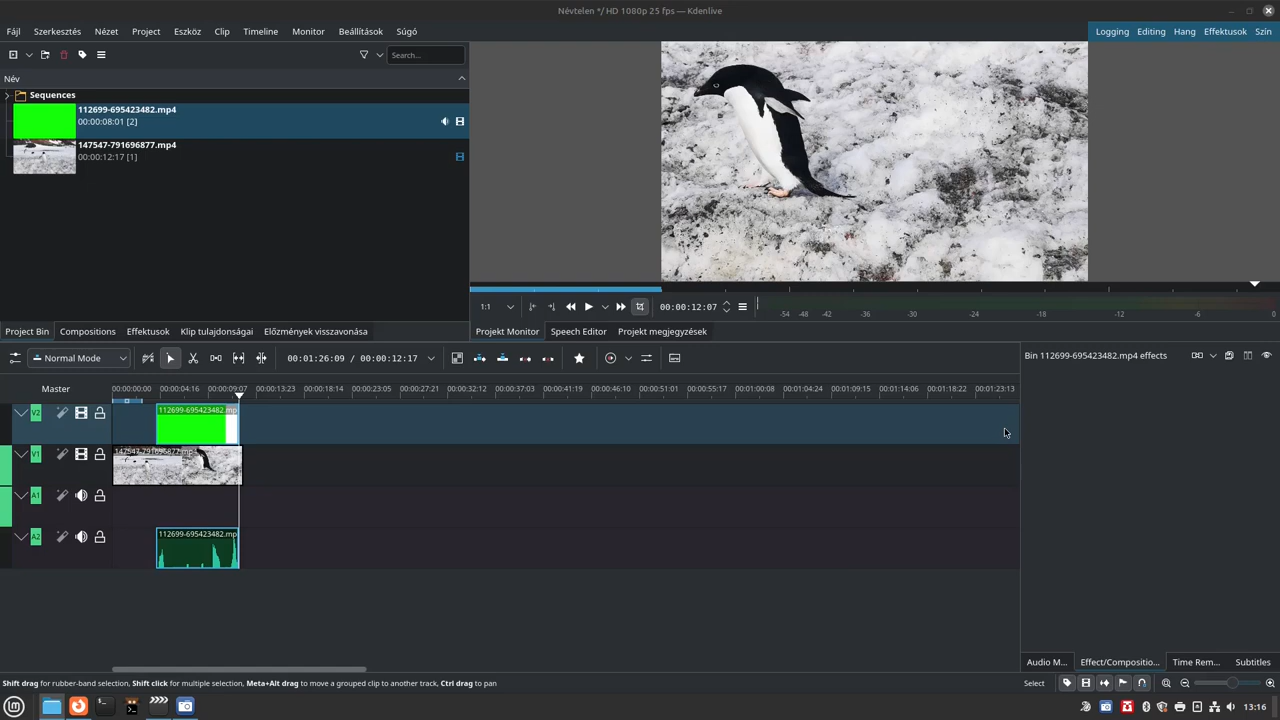 Névtelen */ HD 1080p 25 fps — Kdenlive
Fájl Szerkesztés Nézet Project Eszköz Clip Timeline Monitor Beállítások Súgó
Logging Editing Hang Effektusok Szín
Search...
Név
Sequences
112699-695423482.mp4
00:00:08:01 [2]
147547-791696877.mp4
00:00:12:17 [1]
1:1 00:00:12:07
-54 -48 -42 -36 -30 -24 -18 -12 -6 0
Project Bin Compositions Effektusok Klip tulajdonságai Előzmények visszavonása
Projekt Monitor Speech Editor Projekt megjegyzések
Normal Mode 00:01:26:09 / 00:00:12:17
Bin 112699-695423482.mp4 effects
Master 00:00:00:00 00:00:04:16 00:00:09:07 00:00:13:23 00:00:18:14 00:00:23:05 00:00:27:21 00:00:32:12 00:00:37:03 00:00:41:19 00:00:46:10 00:00:51:01 00:00:55:17 00:01:00:08 00:01:04:24 00:01:09:15 00:01:14:06 00:01:18:22 00:01:23:13
V2 112699-695423482.mp
V1 147547-791696877.mp4
A1
A2 112699-695423482.mp
Audio M... Effect/Compositio... Time Rem... Subtitles
Shift drag for rubber-band selection, Shift click for multiple selection, Meta+Alt drag to move a grouped clip to another track, Ctrl drag to pan
Select
13:16